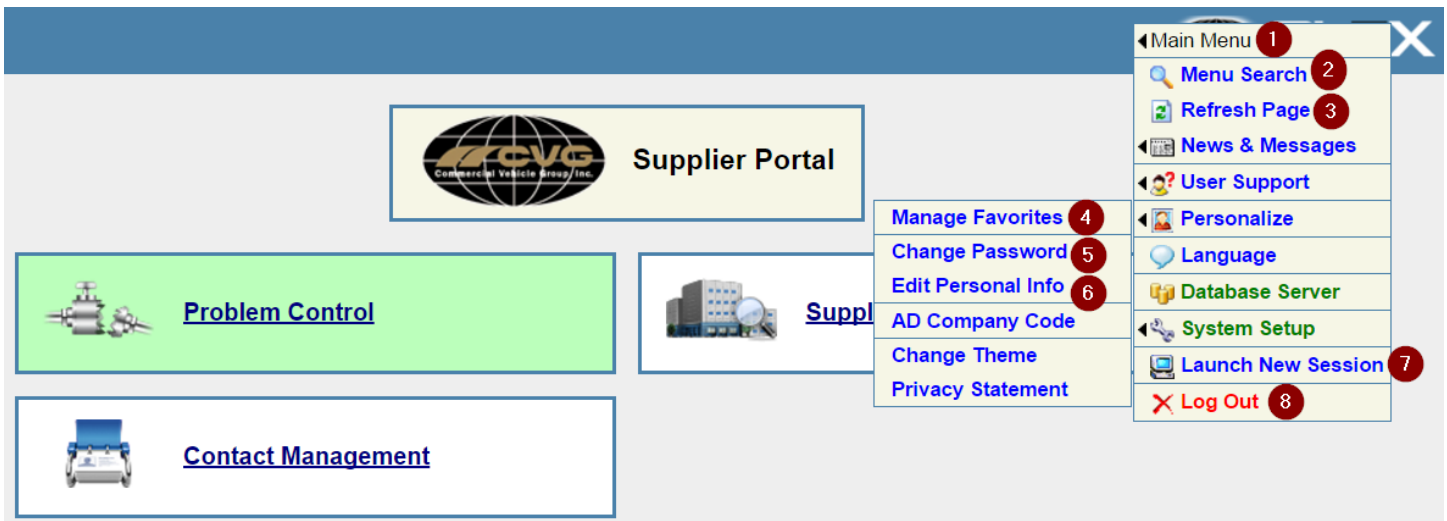 Main Menu 1
Menu Search 2
Refresh Page 3
News & Messages
User Support
Personalize
Language
Database Server
System Setup
Launch New Session 7
Log Out 8
Manage Favorites 4
Change Password 5
Edit Personal Info 6
AD Company Code
Change Theme
Privacy Statement
CVG
Commercial Vehicle Group, Inc.
Supplier Portal
Problem Control
Suppl
Contact Management